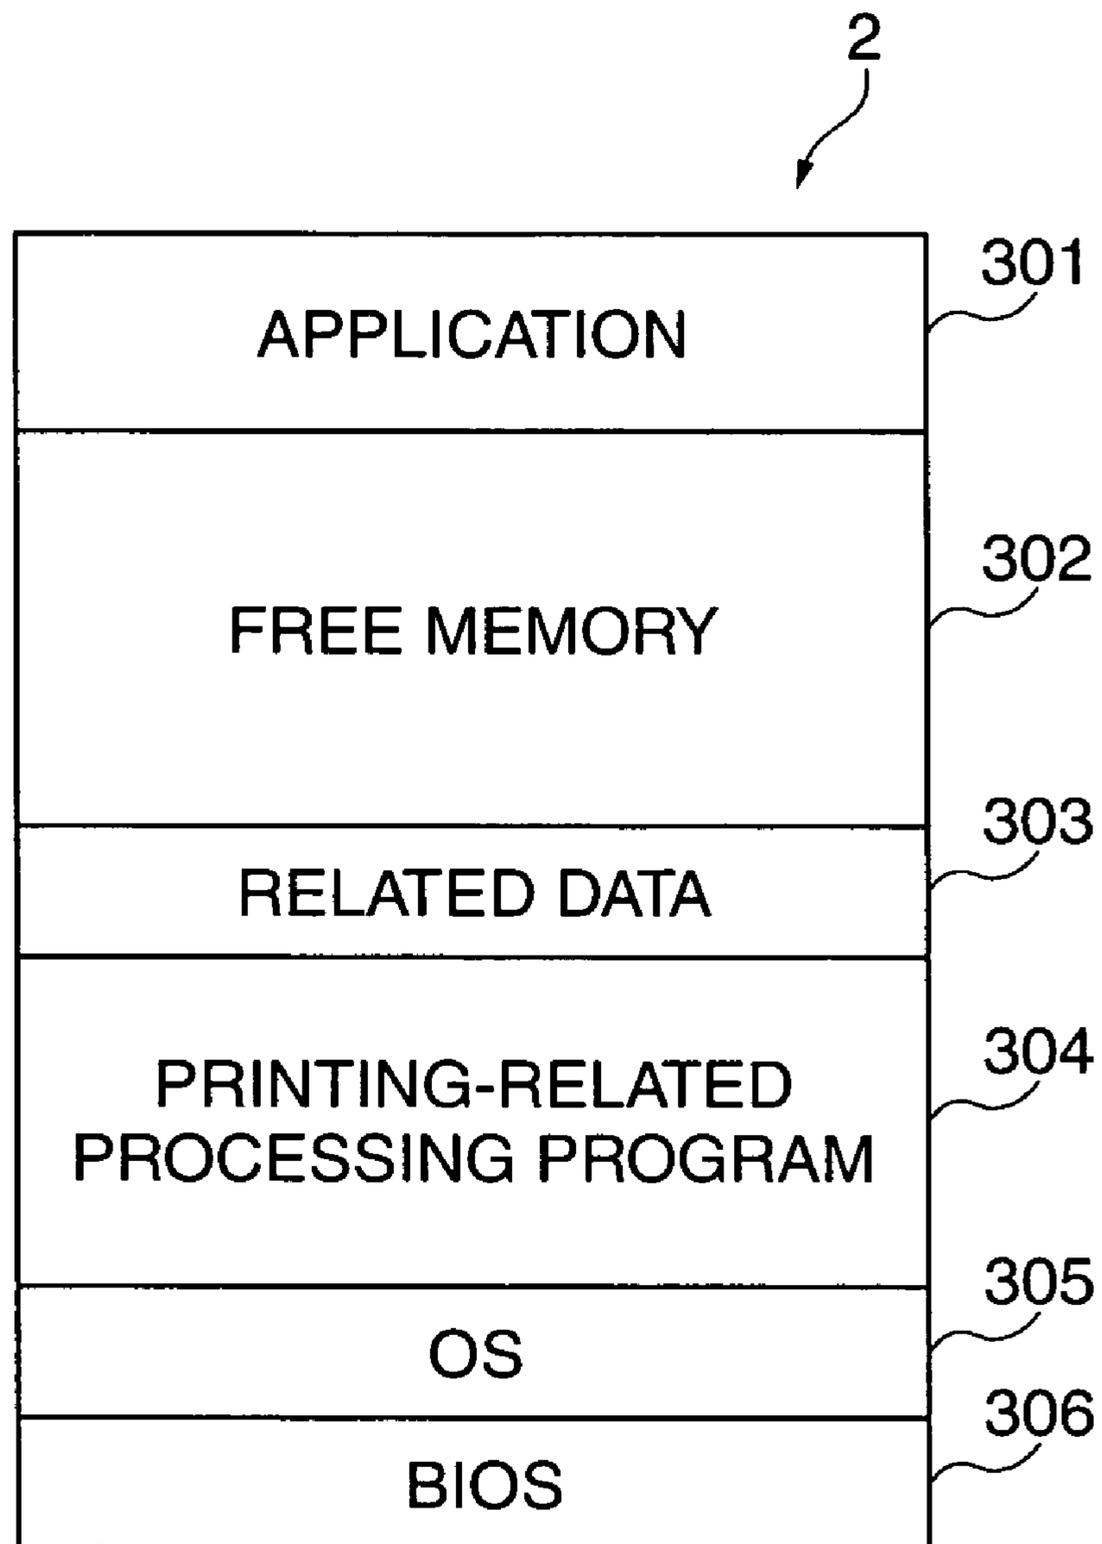 2
APPLICATION
301
FREE MEMORY
302
RELATED DATA
303
PRINTING-RELATED
PROCESSING PROGRAM
304
OS
305
BIOS
306